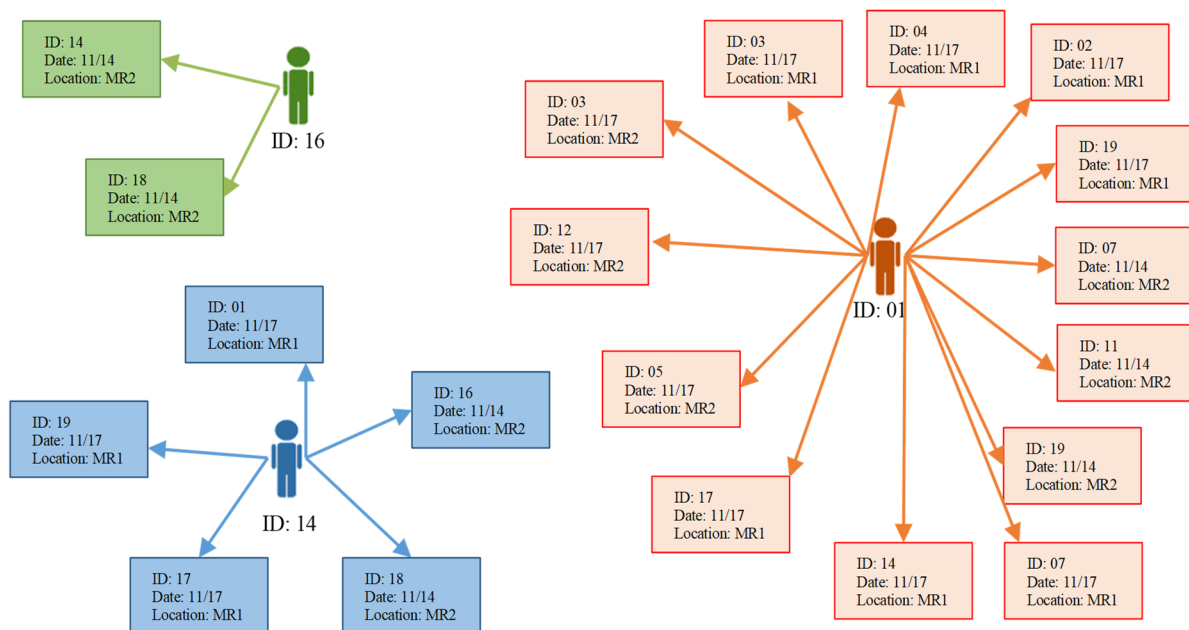 ID: 14
Date: 11/14
Location: MR2
ID: 16
ID: 18
Date: 11/14
Location: MR2
ID: 01
Date: 11/17
Location: MR1
ID: 16
Date: 11/14
Location: MR2
ID: 19
Date: 11/17
Location: MR1
ID: 14
ID: 17
Date: 11/17
Location: MR1
ID: 18
Date: 11/14
Location: MR2
ID: 03
Date: 11/17
Location: MR1
ID: 04
Date: 11/17
Location: MR1
ID: 02
Date: 11/17
Location: MR1
ID: 03
Date: 11/17
Location: MR2
ID: 19
Date: 11/17
Location: MR1
ID: 12
Date: 11/17
Location: MR2
ID: 07
Date: 11/14
Location: MR2
ID: 01
ID: 11
Date: 11/14
Location: MR2
ID: 05
Date: 11/17
Location: MR2
ID: 19
Date: 11/14
Location: MR2
ID: 17
Date: 11/17
Location: MR1
ID: 14
Date: 11/17
Location: MR1
ID: 07
Date: 11/17
Location: MR1